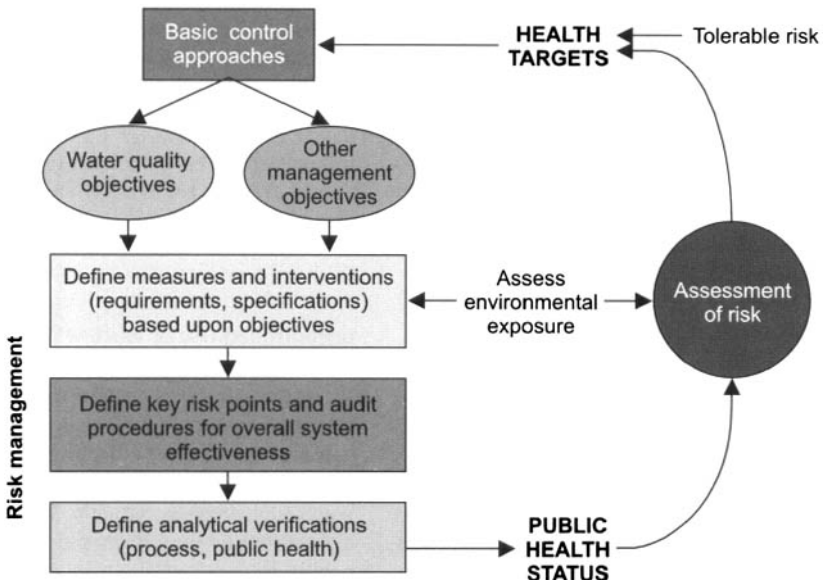 Basic control
approaches
HEALTH
TARGETS
Tolerable risk
Water quality
objectives
Other
management
objectives
Define measures and interventions
(requirements, specifications)
based upon objectives
Assess
environmental
exposure
Assessment
of risk
Risk management
Define key risk points and audit
procedures for overall system
effectiveness
Define analytical verifications
(process, public health)
PUBLIC
HEALTH
STATUS